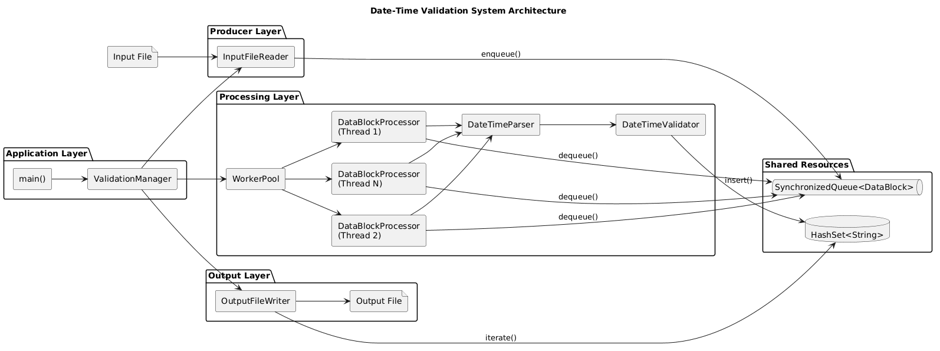 Date-Time Validation System Architecture
Producer Layer
Input File
InputFileReader
enqueue()
Processing Layer
DataBlockProcessor
(Thread 1)
DateTimeParser
DateTimeValidator
dequeue()
Application Layer
main()
ValidationManager
WorkerPool
DataBlockProcessor
(Thread N)
dequeue()
DataBlockProcessor
(Thread 2)
dequeue()
insert()
Shared Resources
SynchronizedQueue<DataBlock>
HashSet<String>
Output Layer
OutputFileWriter
Output File
iterate()